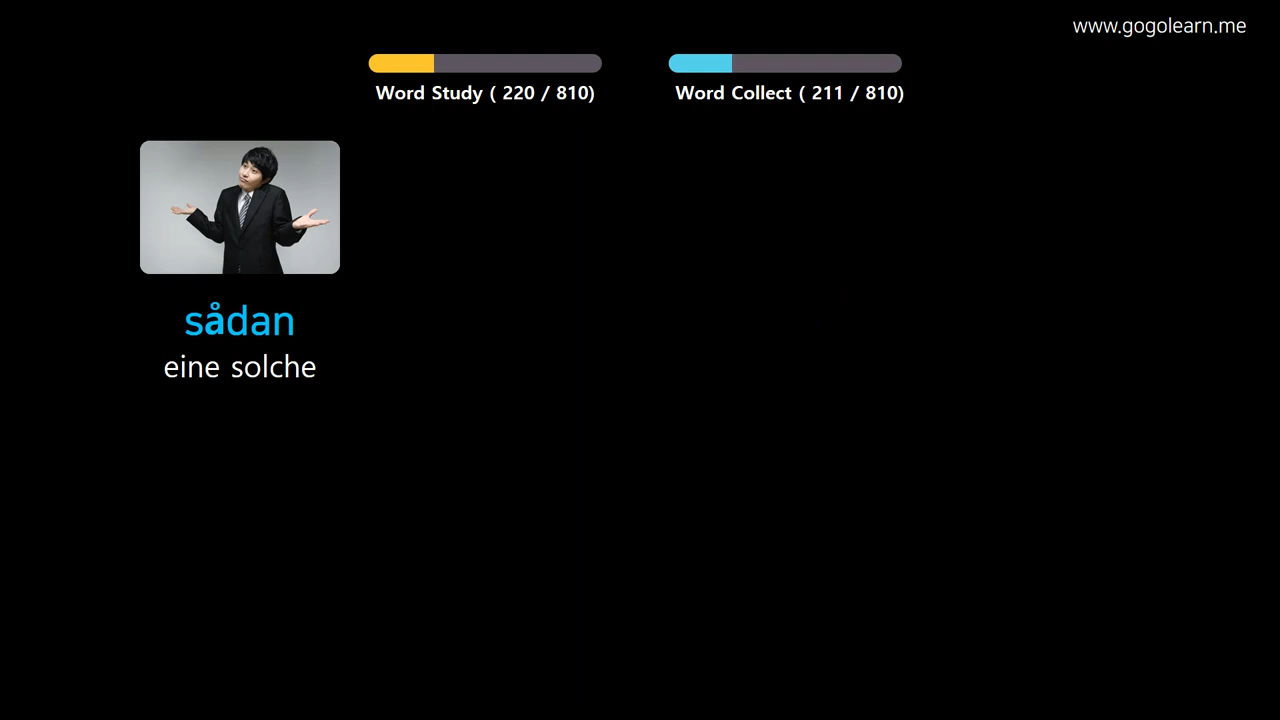 www.gogolearn.me
Word Study ( 220 / 810)
Word Collect ( 211 / 810)
sådan
eine solche